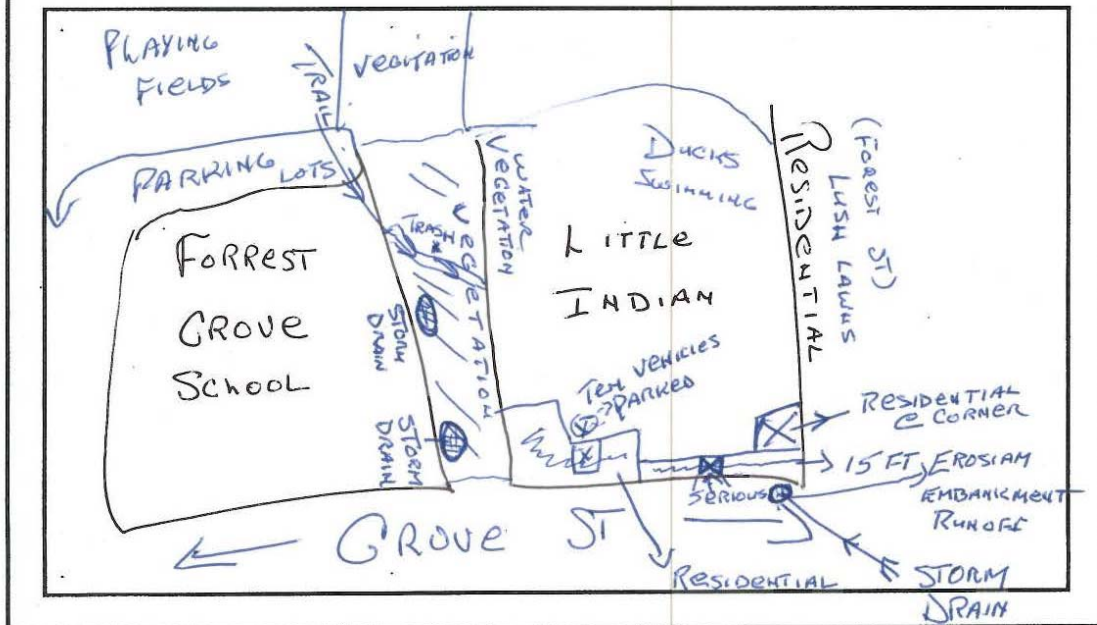 PLAYING
FIELDS
TRAIL
VEGITATION
PARKING LOTS
FORREST
GROVE
SCHOOL
TRASH
VEGETATION
STORM
DRAIN
STORM
DRAIN
WATER
VEGETATION
DUCKS
SWIMMING
LITTLE
INDIAN
TEN VEHICLES
PARKED
RESIDENTIAL
(FOREST ST)
LUSH LAWNS
RESIDENTIAL
@ CORNER
15 FT EROSIAM
EMBANKMENT
RUNOFF
SERIOUS
GROVE ST
RESIDENTIAL
STORM
DRAIN